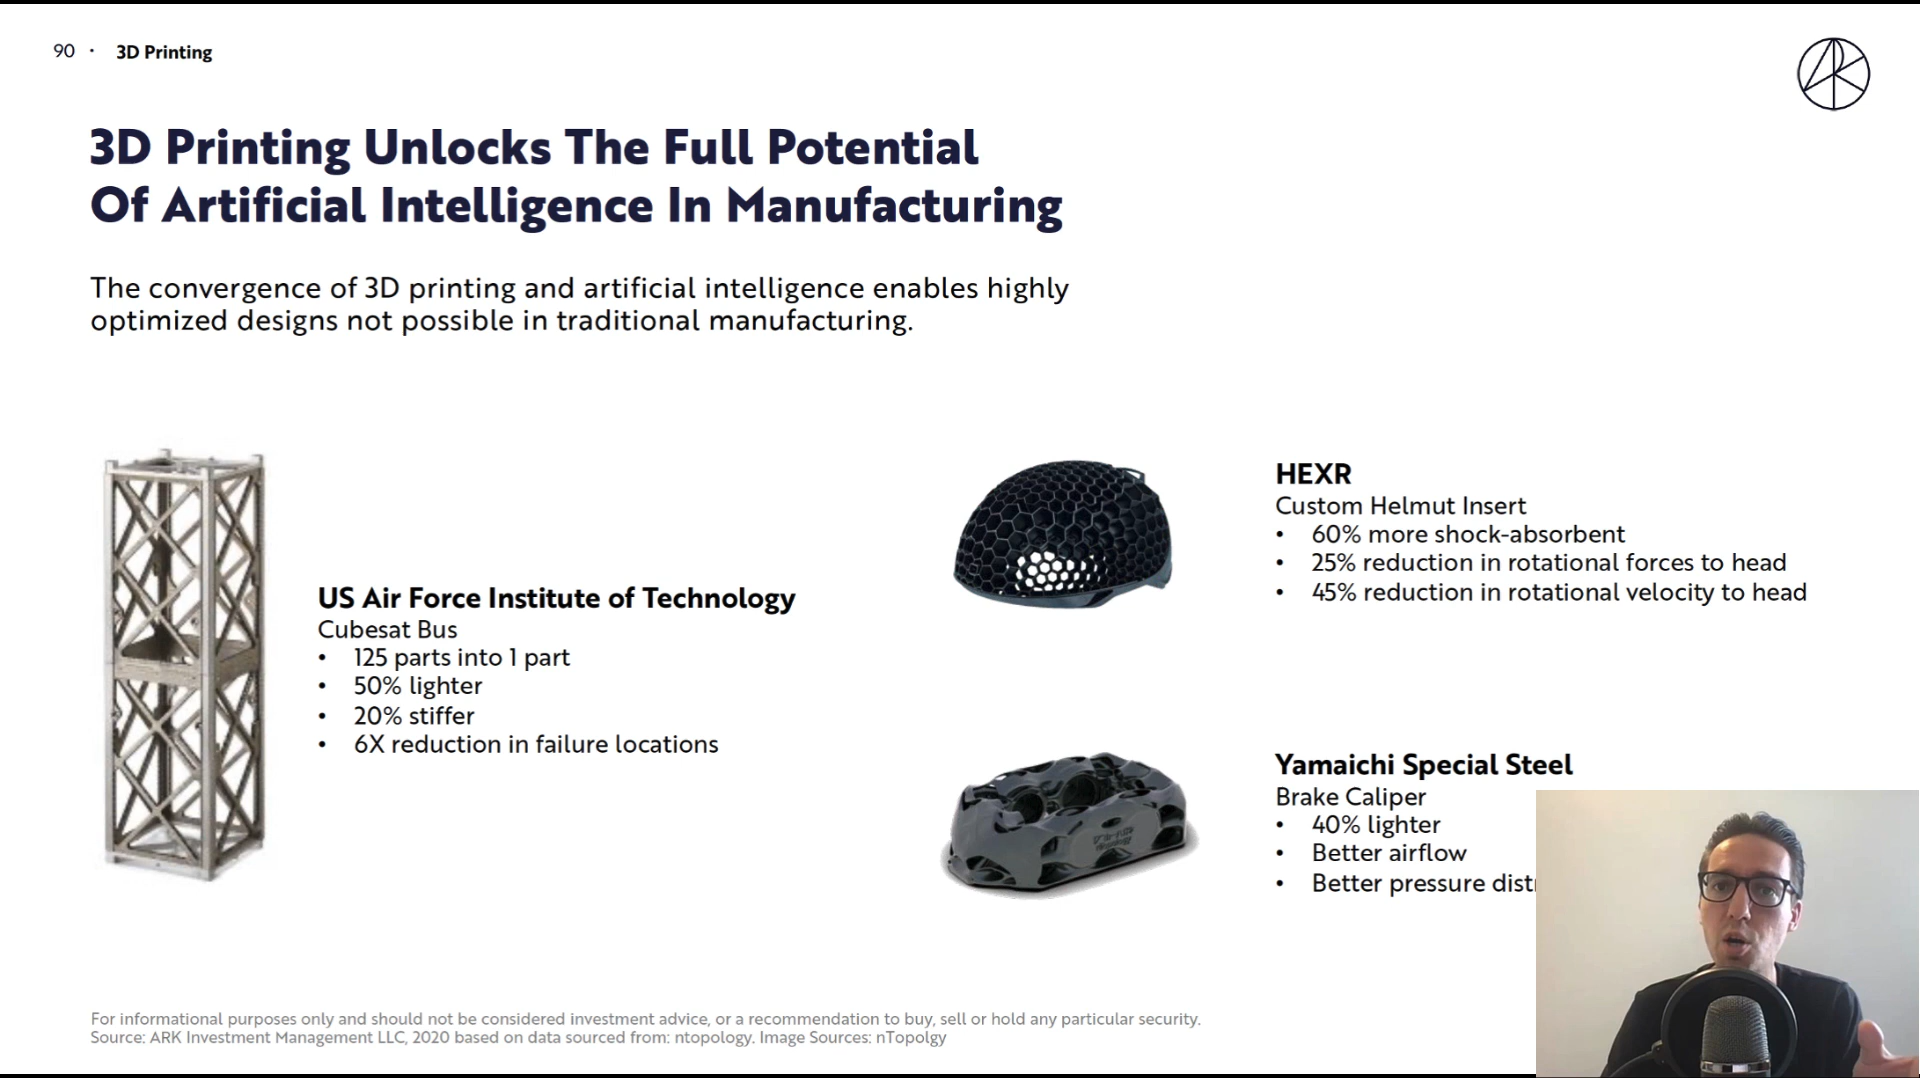 90 · 3D Printing
3D Printing Unlocks The Full Potential
Of Artificial Intelligence In Manufacturing
The convergence of 3D printing and artificial intelligence enables highly
optimized designs not possible in traditional manufacturing.
US Air Force Institute of Technology
Cubesat Bus
• 125 parts into 1 part
• 50% lighter
• 20% stiffer
• 6X reduction in failure locations
HEXR
Custom Helmut Insert
• 60% more shock-absorbent
• 25% reduction in rotational forces to head
• 45% reduction in rotational velocity to head
Yamaichi Special Steel
Brake Caliper
• 40% lighter
• Better airflow
• Better pressure
For informational purposes only and should not be considered investment advice, or a recommendation to buy, sell or hold any particular security.
Source: ARK Investment Management LLC, 2020 based on data sourced from: ntopology. Image Sources: nTopolgy